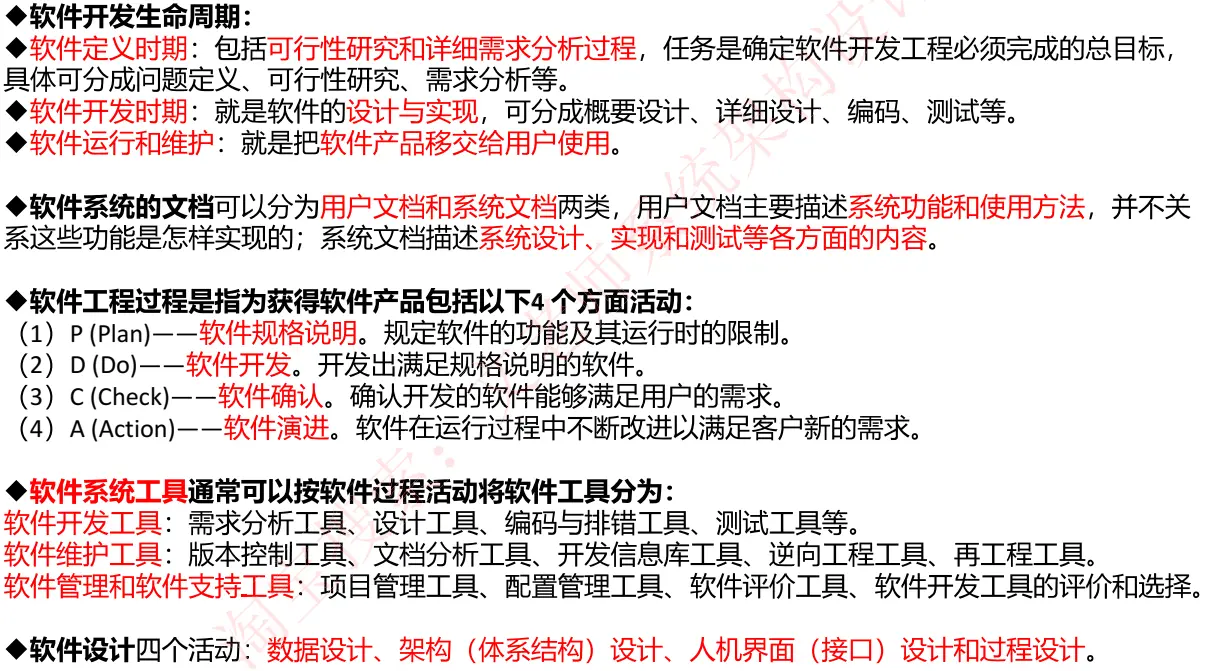 ◆软件开发生命周期：
◆软件定义时期：包括可行性研究和详细需求分析过程，任务是确定软件开发工程必须完成的总目标，
具体可分成问题定义、可行性研究、需求分析等。
◆软件开发时期：就是软件的设计与实现，可分成概要设计、详细设计、编码、测试等。
◆软件运行和维护：就是把软件产品移交给用户使用。
◆软件系统的文档可以分为用户文档和系统文档两类，用户文档主要描述系统功能和使用方法，并不关
系这些功能是怎样实现的；系统文档描述系统设计、实现和测试等各方面的内容。
◆软件工程过程是指为获得软件产品包括以下4 个方面活动：
（1）P (Plan)——软件规格说明。规定软件的功能及其运行时的限制。
（2）D (Do)——软件开发。开发出满足规格说明的软件。
（3）C (Check)——软件确认。确认开发的软件能够满足用户的需求。
（4）A (Action)——软件演进。软件在运行过程中不断改进以满足客户新的需求。
◆软件系统工具通常可以按软件过程活动将软件工具分为：
软件开发工具：需求分析工具、设计工具、编码与排错工具、测试工具等。
软件维护工具：版本控制工具、文档分析工具、开发信息库工具、逆向工程工具、再工程工具。
软件管理和软件支持工具：项目管理工具、配置管理工具、软件评价工具、软件开发工具的评价和选择。
◆软件设计四个活动：数据设计、架构（体系结构）设计、人机界面（接口）设计和过程设计。